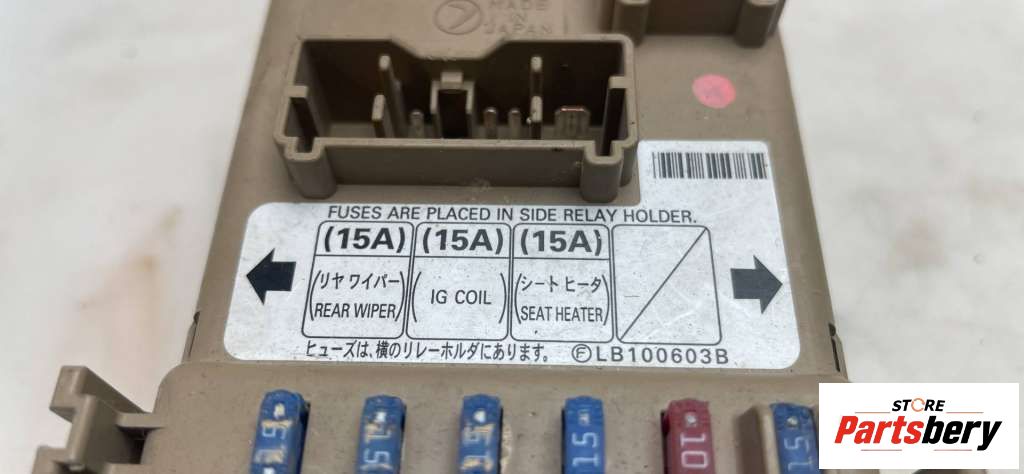 MADE
IN
JAPAN
FUSES ARE PLACED IN SIDE RELAY HOLDER.
(15A) (15A) (15A)
(リヤ ワイパー) (シート ヒータ)
(REAR WIPER) (IG COIL) (SEAT HEATER)
ヒューズは、横のリレーホルダにあります。 Ⓕ LB100603B
15 15 15 10 15
STORE
Partsbery